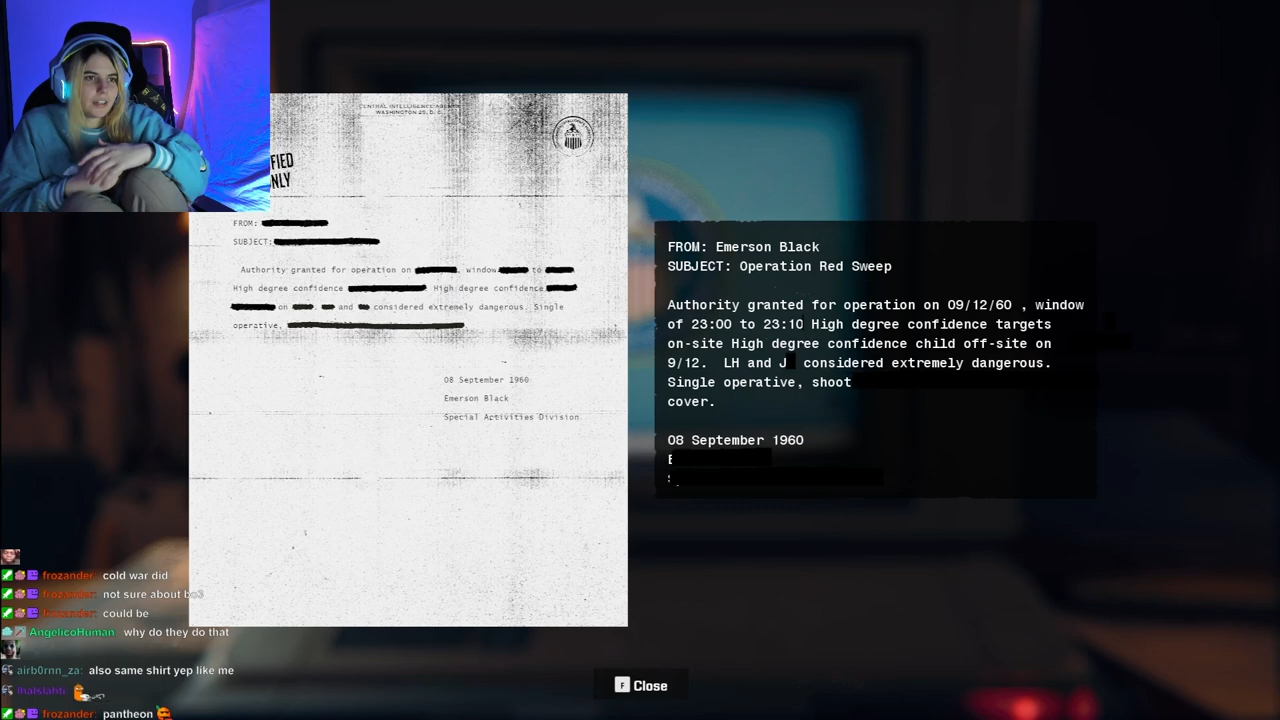 CENTRAL INTELLIGENCE AGENCY
WASHINGTON 25, D. C.
FIED
NLY
FROM:
SUBJECT:
Authority granted for operation on , window to
High degree confidence High degree confidence
on and considered extremely dangerous. Single
operative,
08 September 1960
Emerson Black
Special Activities Division
FROM: Emerson Black
SUBJECT: Operation Red Sweep
Authority granted for operation on 09/12/60 , window
of 23:00 to 23:10 High degree confidence targets
on-site High degree confidence child off-site on
9/12. LH and J considered extremely dangerous.
Single operative, shoot
cover.
08 September 1960
frozander: cold war did
frozander: not sure about bo3
frozander: could be
AngelicoHuman: why do they do that
airb0rnn_za: also same shirt yep like me
frozander: pantheon
F Close